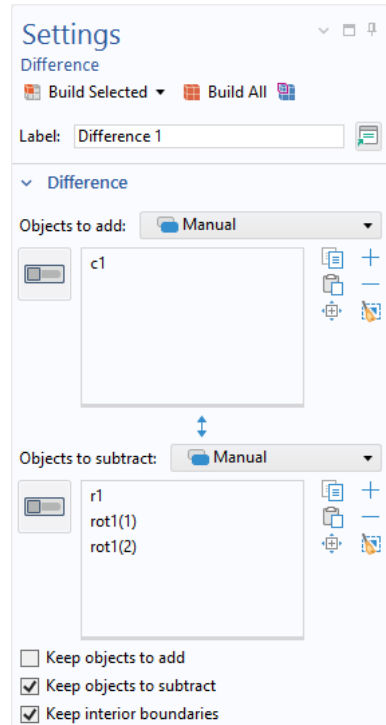 Settings
Difference
Build Selected Build All
Label: Difference 1
Difference
Objects to add: Manual
c1
Objects to subtract: Manual
r1
rot1(1)
rot1(2)
Keep objects to add
Keep objects to subtract
Keep interior boundaries